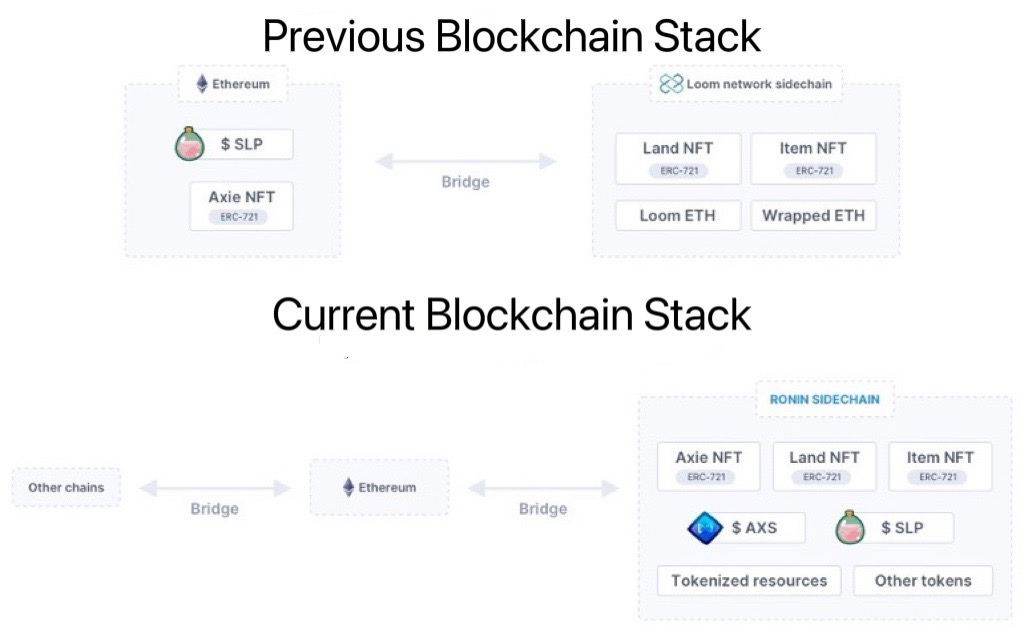 Previous Blockchain Stack
Ethereum
Loom network sidechain
$ SLP
Axie NFT
ERC-721
Bridge
Land NFT
ERC-721
Item NFT
ERC-721
Loom ETH
Wrapped ETH
Current Blockchain Stack
Other chains
Bridge
Ethereum
Bridge
RONIN SIDECHAIN
Axie NFT
ERC-721
Land NFT
ERC-721
Item NFT
ERC-721
$ AXS
$ SLP
Tokenized resources
Other tokens